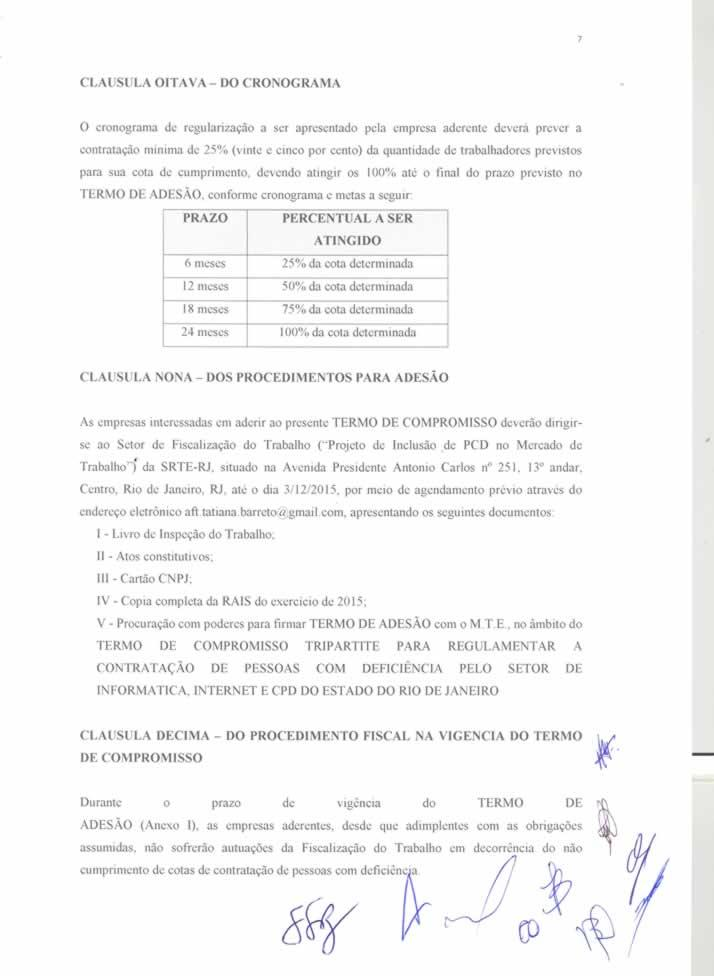 7
CLAUSULA OITAVA – DO CRONOGRAMA
O cronograma de regularização a ser apresentado pela empresa aderente deverá prever a
contratação mínima de 25% (vinte e cinco por cento) da quantidade de trabalhadores previstos
para sua cota de cumprimento, devendo atingir os 100% até o final do prazo previsto no
TERMO DE ADESÃO, conforme cronograma e metas a seguir:
PRAZO PERCENTUAL A SER
ATINGIDO
6 meses 25% da cota determinada
12 meses 50% da cota determinada
18 meses 75% da cota determinada
24 meses 100% da cota determinada
CLAUSULA NONA – DOS PROCEDIMENTOS PARA ADESÃO
As empresas interessadas em aderir ao presente TERMO DE COMPROMISSO deverão dirigir-
se ao Setor de Fiscalização do Trabalho ("Projeto de Inclusão de PCD no Mercado de
Trabalho") da SRTE-RJ, situado na Avenida Presidente Antonio Carlos nº 251, 13º andar,
Centro, Rio de Janeiro, RJ, até o dia 3/12/2015, por meio de agendamento prévio através do
endereço eletrônico aft.tatiana.barreto@gmail.com, apresentando os seguintes documentos:
I - Livro de Inspeção do Trabalho;
II - Atos constitutivos;
III - Cartão CNPJ;
IV - Copia completa da RAIS do exercicio de 2015;
V - Procuração com poderes para firmar TERMO DE ADESÃO com o M.T.E., no âmbito do
TERMO DE COMPROMISSO TRIPARTITE PARA REGULAMENTAR A
CONTRATAÇÃO DE PESSOAS COM DEFICIÊNCIA PELO SETOR DE
INFORMATICA, INTERNET E CPD DO ESTADO DO RIO DE JANEIRO
CLAUSULA DECIMA – DO PROCEDIMENTO FISCAL NA VIGENCIA DO TERMO
DE COMPROMISSO
Durante o prazo de vigência do TERMO DE
ADESÃO (Anexo I), as empresas aderentes, desde que adimplentes com as obrigações
assumidas, não sofrerão autuações da Fiscalização do Trabalho em decorrência do não
cumprimento de cotas de contratação de pessoas com deficiência.